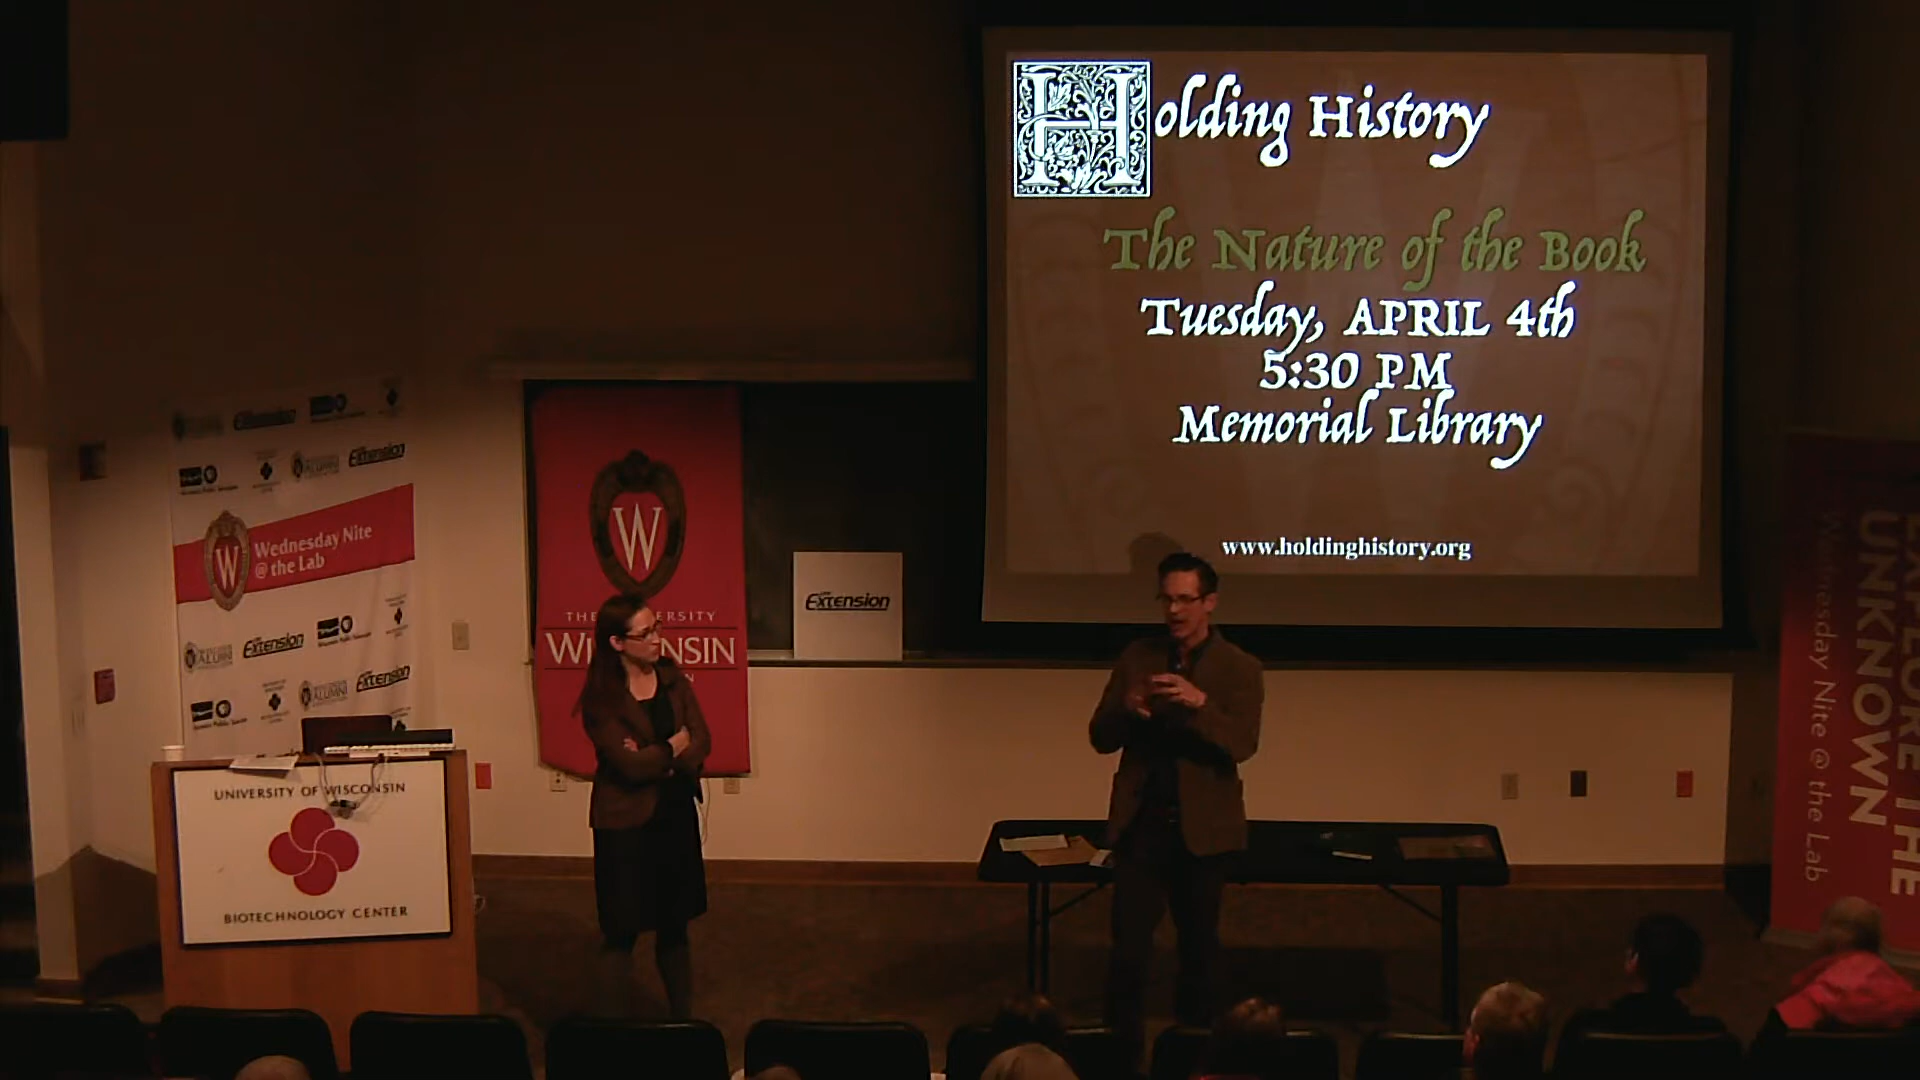 Holding History
The Nature of the Book
Tuesday, APRIL 4th
5:30 PM
Memorial Library
www.holdinghistory.org
Extension
Extension
W
Wednesday Nite
@ the Lab
Extension
Extension
W
THE UNIVERSITY
WISCONSIN
Extension
UNIVERSITY OF WISCONSIN
BIOTECHNOLOGY CENTER
EXPLORE THE
UNKNOWN
Wednesday Nite @ the Lab